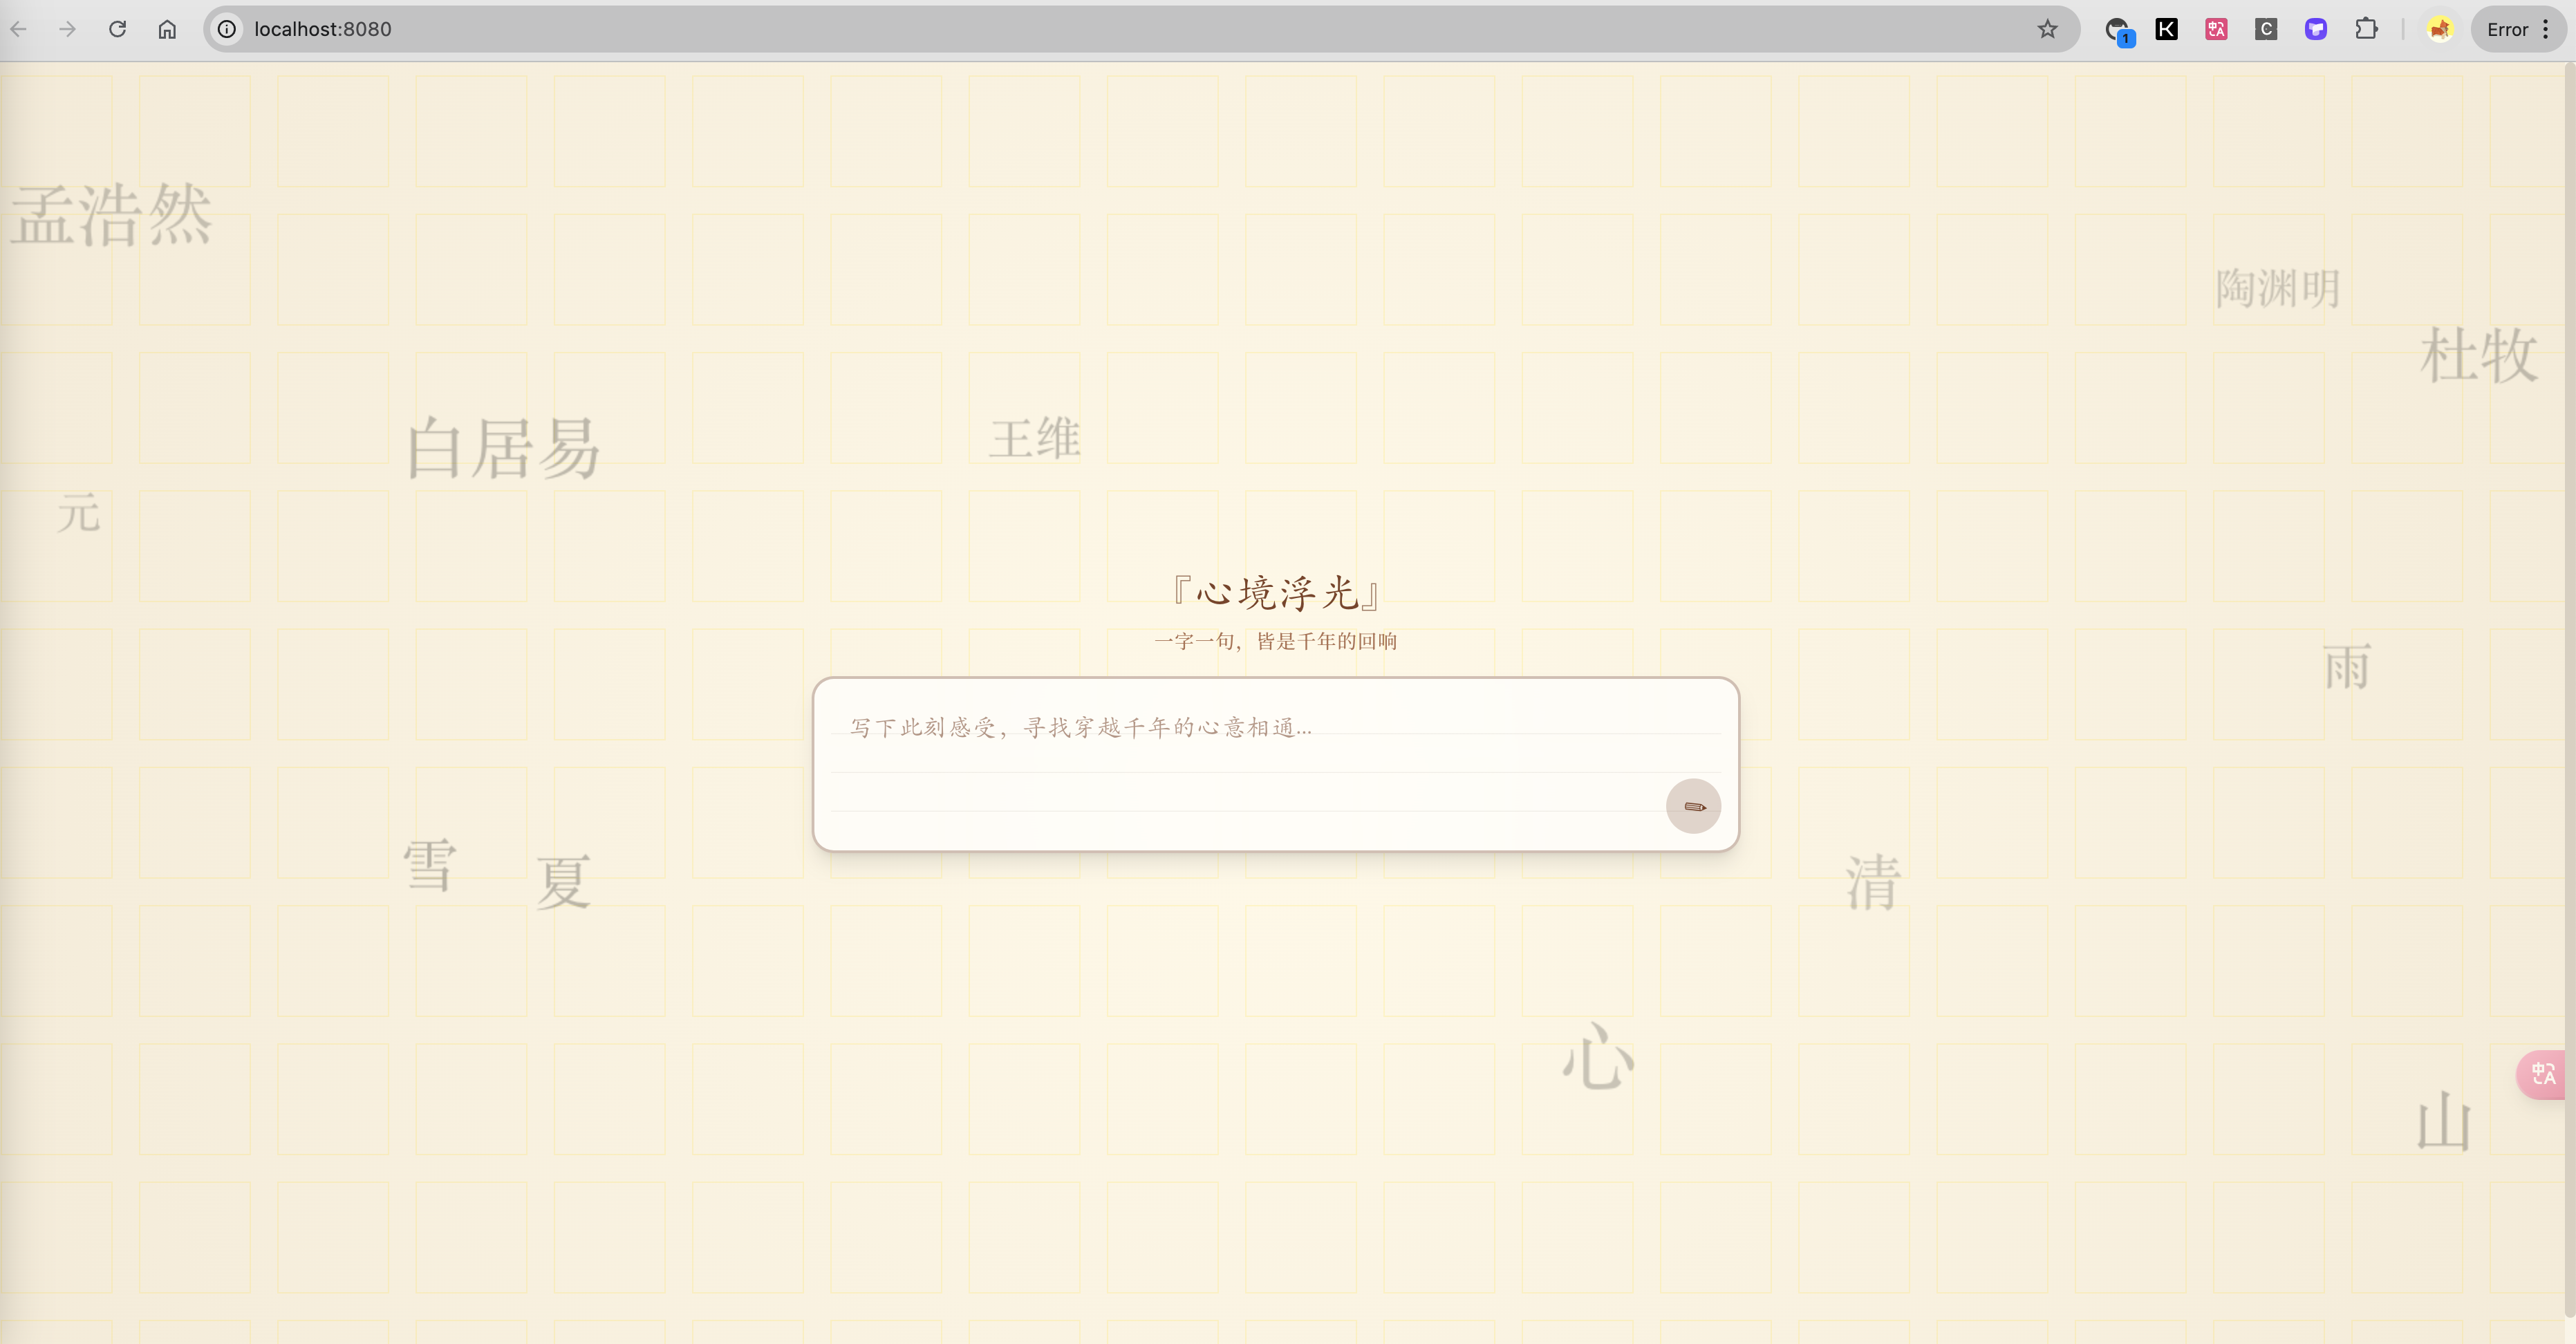 localhost:8080
1
Error
孟浩然
陶渊明
杜牧
白居易
王维
元
『心境浮光』
一字一句，皆是千年的回响
雨
写下此刻感受，寻找穿越千年的心意相通...
雪
夏
清
心
山